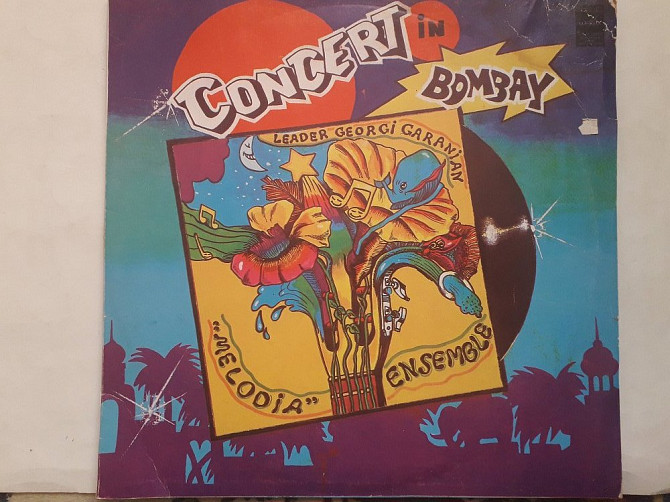 CONCERT in
BOMBAY
LEADER GEORGI GARANIAN
"MELODIA"
ENSEMBLE